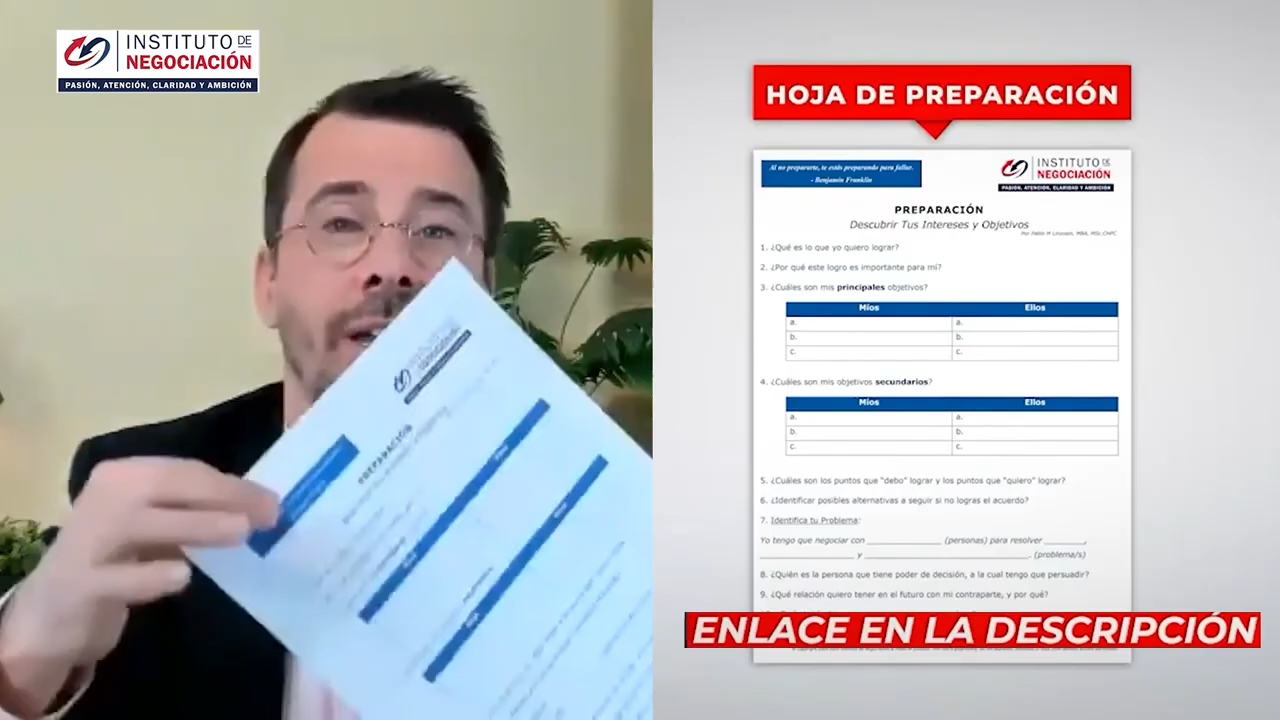 INSTITUTO DE
NEGOCIACIÓN
PASIÓN, ATENCIÓN, CLARIDAD Y AMBICIÓN
PREPARACIÓN
HOJA DE PREPARACIÓN
Al no prepararte, te estás preparando para fallar.
- Benjamin Franklin
INSTITUTO DE
NEGOCIACIÓN
PASIÓN, ATENCIÓN, CLARIDAD Y AMBICIÓN
PREPARACIÓN
Descubrir Tus Intereses y Objetivos
1. ¿Qué es lo que yo quiero lograr?
2. ¿Por qué este logro es importante para mí?
3. ¿Cuáles son mis principales objetivos?
Míos Ellos
a. a.
b. b.
c. c.
4. ¿Cuáles son mis objetivos secundarios?
Míos Ellos
a. a.
b. b.
c. c.
5. ¿Cuáles son los puntos que "debo" lograr y los puntos que "quiero" lograr?
6. ¿Identificar posibles alternativas a seguir si no logras el acuerdo?
7. Identifica tu Problema:
Yo tengo que negociar con ______________ (personas) para resolver ________,
__________________ y ________________________________. (problema/s)
8. ¿Quién es la persona que tiene poder de decisión, a la cual tengo que persuadir?
9. ¿Qué relación quiero tener en el futuro con mi contraparte, y por qué?
ENLACE EN LA DESCRIPCIÓN